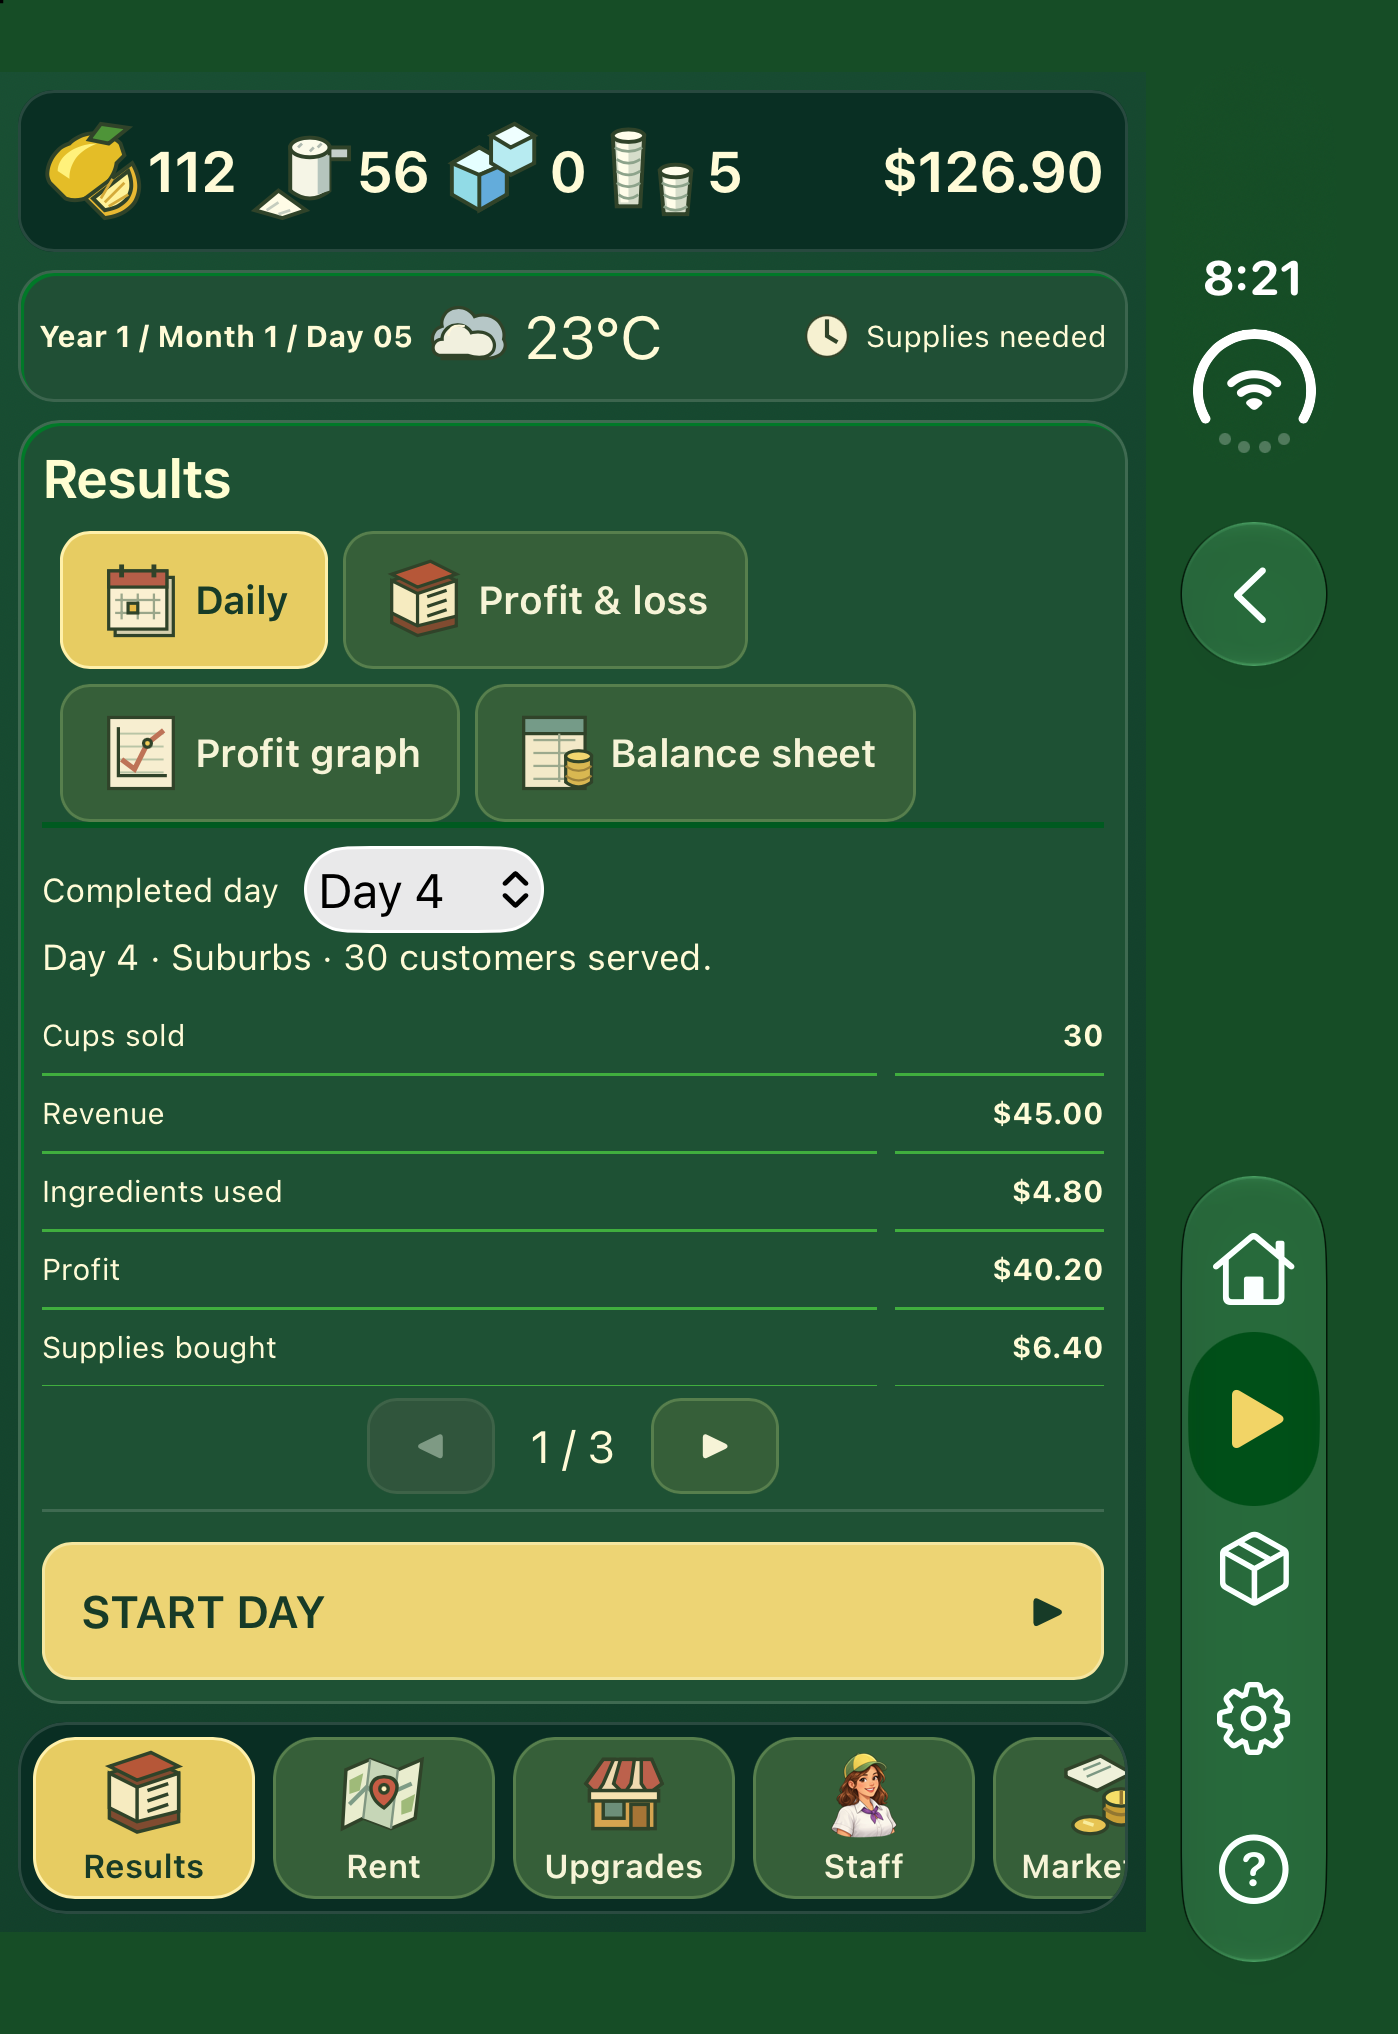 112 56 0 5 $126.90
8:21
Year 1 / Month 1 / Day 05 23°C Supplies needed
Results
Daily Profit & loss
Profit graph Balance sheet
Completed day Day 4
Day 4 · Suburbs · 30 customers served.
Cups sold 30
Revenue $45.00
Ingredients used $4.80
Profit $40.20
Supplies bought $6.40
1 / 3
START DAY
Results Rent Upgrades Staff Market